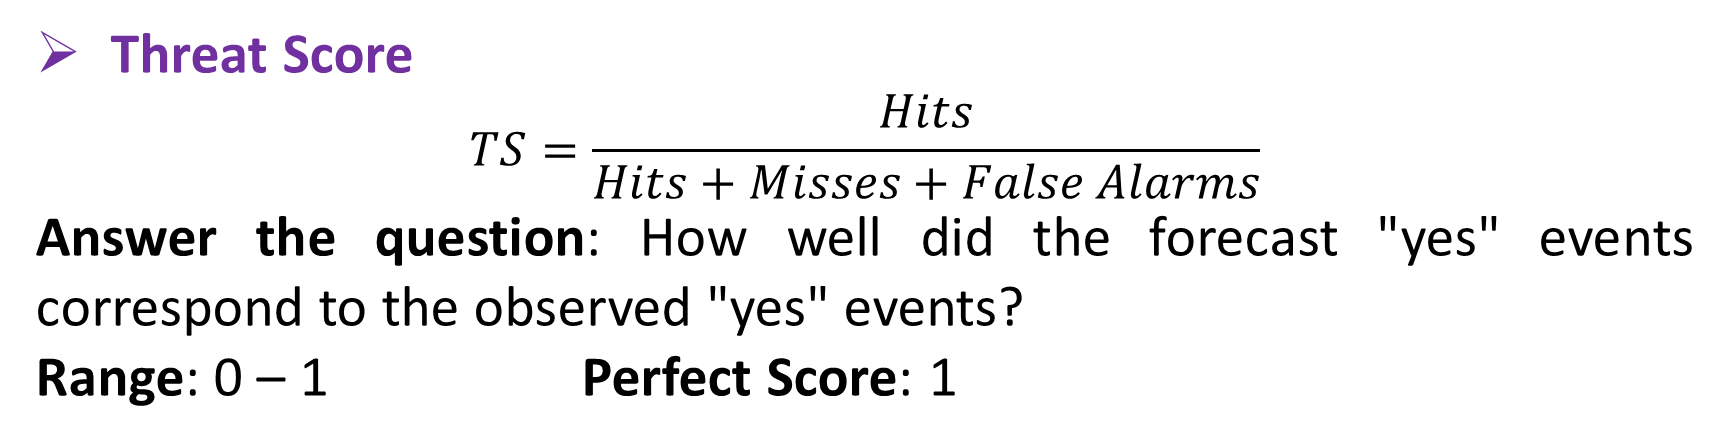 ➢ Threat Score
TS = Hits / (Hits + Misses + False Alarms)
Answer the question: How well did the forecast "yes" events
correspond to the observed "yes" events?
Range: 0 – 1 Perfect Score: 1